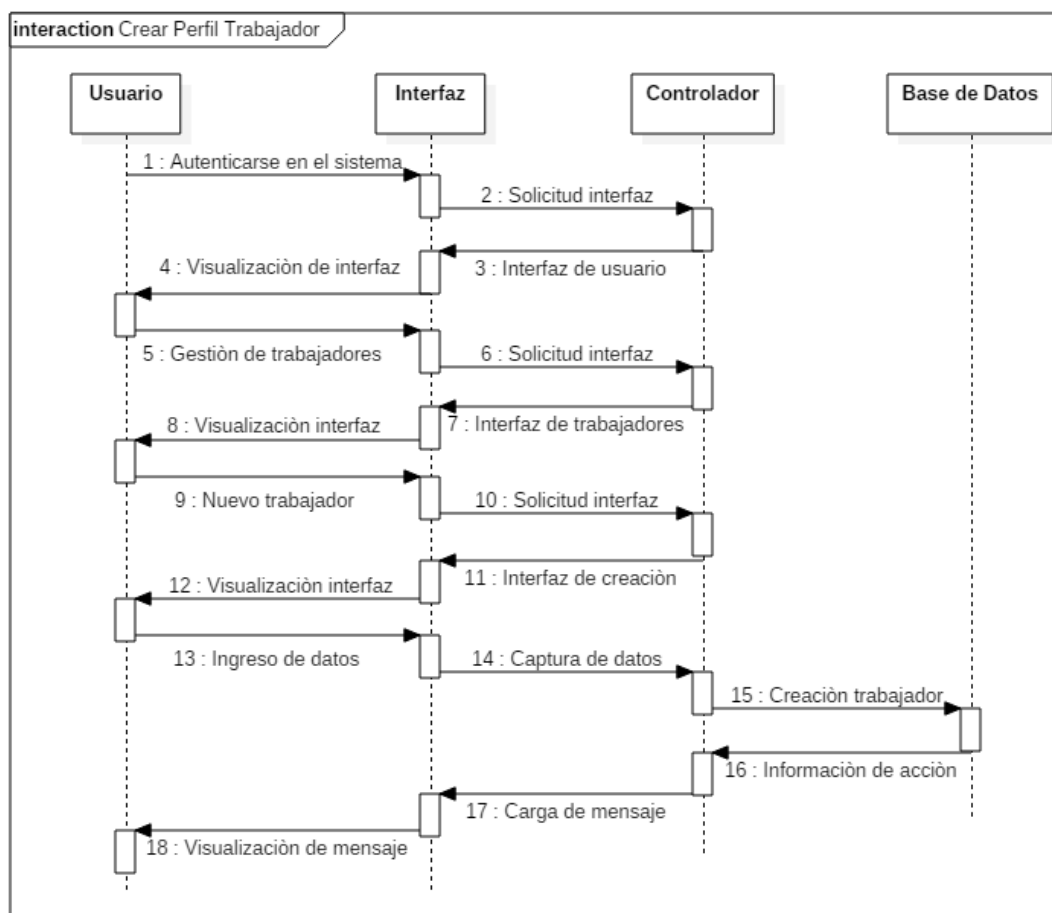 interaction Crear Perfil Trabajador
Usuario
Interfaz
Controlador
Base de Datos
1 : Autenticarse en el sistema
2 : Solicitud interfaz
3 : Interfaz de usuario
4 : Visualizaciòn de interfaz
5 : Gestiòn de trabajadores
6 : Solicitud interfaz
7 : Interfaz de trabajadores
8 : Visualizaciòn interfaz
9 : Nuevo trabajador
10 : Solicitud interfaz
11 : Interfaz de creaciòn
12 : Visualizaciòn interfaz
13 : Ingreso de datos
14 : Captura de datos
15 : Creaciòn trabajador
16 : Informaciòn de acciòn
17 : Carga de mensaje
18 : Visualizaciòn de mensaje